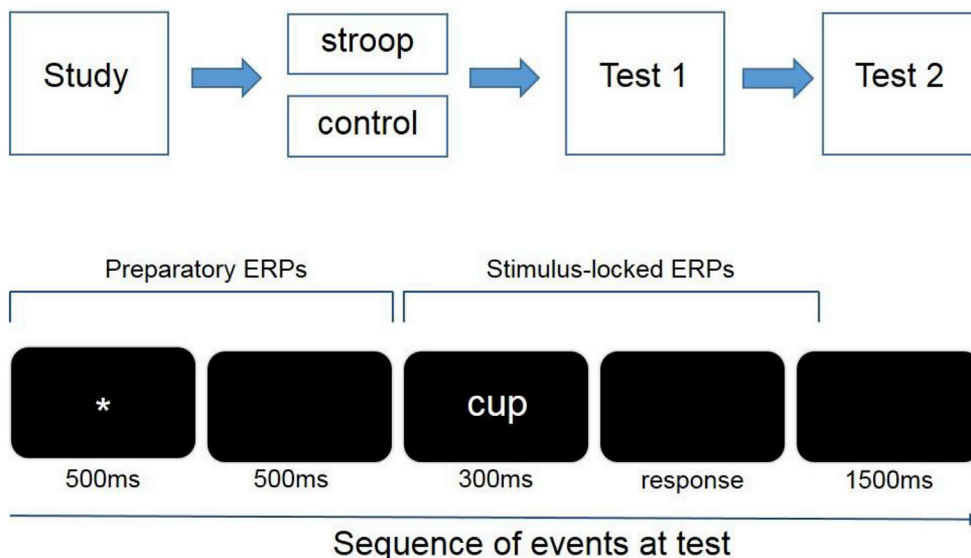 Study
stroop
control
Test 1
Test 2
Preparatory ERPs
Stimulus-locked ERPs
*
cup
500ms
500ms
300ms
response
1500ms
Sequence of events at test